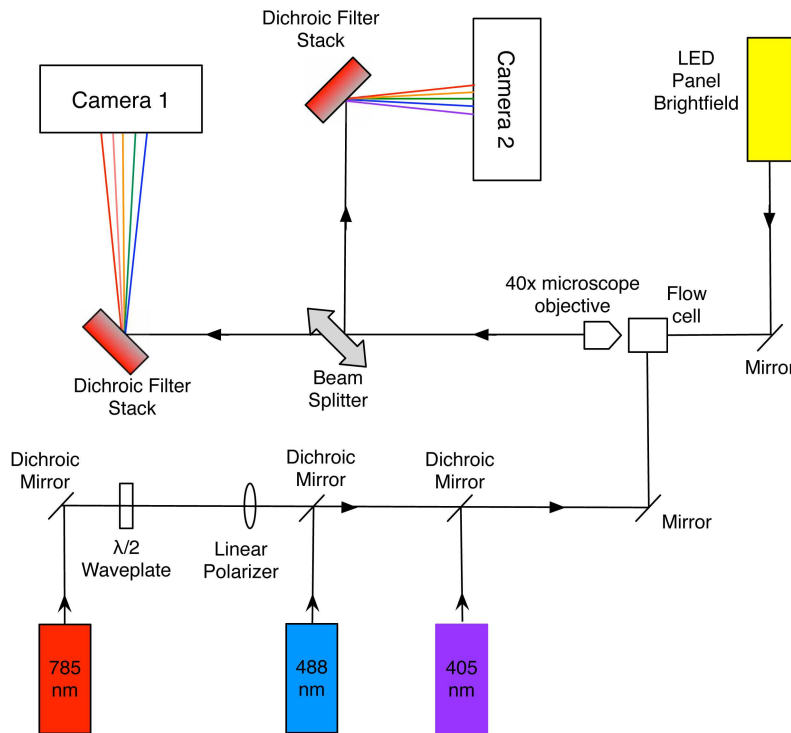 Dichroic Filter
Stack
Camera 1
Camera 2
LED
Panel
Brightfield
40x microscope
objective
Flow
cell
Mirror
Beam
Splitter
Dichroic Filter
Stack
Dichroic
Mirror
λ/2
Waveplate
Linear
Polarizer
Dichroic
Mirror
Dichroic
Mirror
Mirror
785
nm
488
nm
405
nm